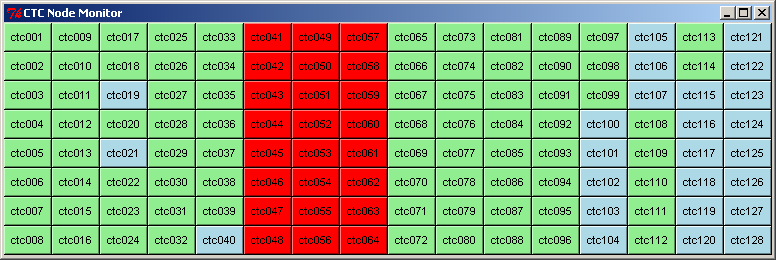 CTC Node Monitor
ctc001 ctc009 ctc017 ctc025 ctc033 ctc041 ctc049 ctc057 ctc065 ctc073 ctc081 ctc089 ctc097 ctc105 ctc113 ctc121
ctc002 ctc010 ctc018 ctc026 ctc034 ctc042 ctc050 ctc058 ctc066 ctc074 ctc082 ctc090 ctc098 ctc106 ctc114 ctc122
ctc003 ctc011 ctc019 ctc027 ctc035 ctc043 ctc051 ctc059 ctc067 ctc075 ctc083 ctc091 ctc099 ctc107 ctc115 ctc123
ctc004 ctc012 ctc020 ctc028 ctc036 ctc044 ctc052 ctc060 ctc068 ctc076 ctc084 ctc092 ctc100 ctc108 ctc116 ctc124
ctc005 ctc013 ctc021 ctc029 ctc037 ctc045 ctc053 ctc061 ctc069 ctc077 ctc085 ctc093 ctc101 ctc109 ctc117 ctc125
ctc006 ctc014 ctc022 ctc030 ctc038 ctc046 ctc054 ctc062 ctc070 ctc078 ctc086 ctc094 ctc102 ctc110 ctc118 ctc126
ctc007 ctc015 ctc023 ctc031 ctc039 ctc047 ctc055 ctc063 ctc071 ctc079 ctc087 ctc095 ctc103 ctc111 ctc119 ctc127
ctc008 ctc016 ctc024 ctc032 ctc040 ctc048 ctc056 ctc064 ctc072 ctc080 ctc088 ctc096 ctc104 ctc112 ctc120 ctc128